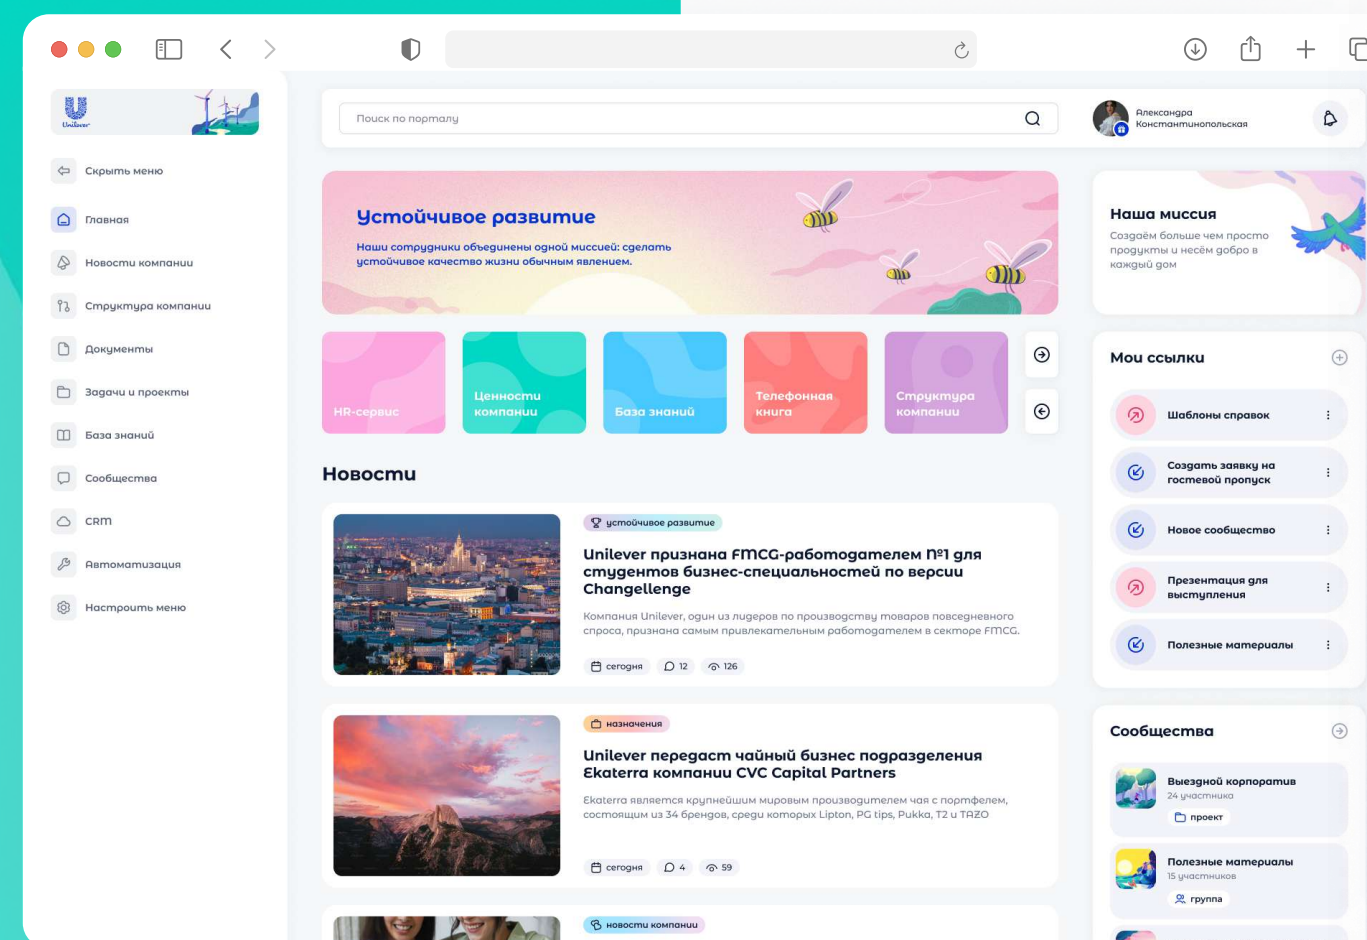 Unilever
Скрыть меню
Главная
Новости компании
Структура компании
Документы
Задачи и проекты
База знаний
Сообщества
CRM
Автоматизация
Настроить меню
Поиск по порталу
Александра
Константинопольская
Устойчивое развитие
Наши сотрудники объединены одной миссией: сделать
устойчивое качество жизни обычным явлением.
Наша миссия
Создаём больше чем просто
продукты и несём добро в
каждый дом
HR-сервис
Ценности
компании
База знаний
Телефонная
книга
Структура
компании
Новости
устойчивое развитие
Unilever признана FMCG-работодателем №1 для
студентов бизнес-специальностей по версии
Changellenge
Компания Unilever, один из лидеров по производству товаров повседневного
спроса, признана самым привлекательным работодателем в секторе FMCG.
сегодня 12 126
назначения
Unilever передаст чайный бизнес подразделения
Ekaterra компании CVC Capital Partners
Ekaterra является крупнейшим мировым производителем чая с портфелем,
состоящим из 34 брендов, среди которых Lipton, PG tips, Pukka, T2 и TAZO
сегодня 4 59
новости компании
Мои ссылки
Шаблоны справок
Создать заявку на
гостевой пропуск
Новое сообщество
Презентация для
выступления
Полезные материалы
Сообщества
Выездной корпоратив
24 участника
проект
Полезные материалы
15 участников
группа